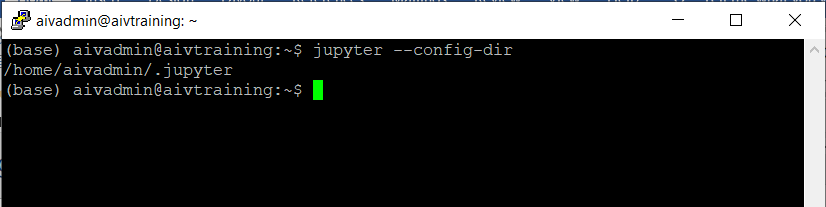 aivadmin@aivtraining: ~
(base) aivadmin@aivtraining:~$ jupyter --config-dir
/home/aivadmin/.jupyter
(base) aivadmin@aivtraining:~$